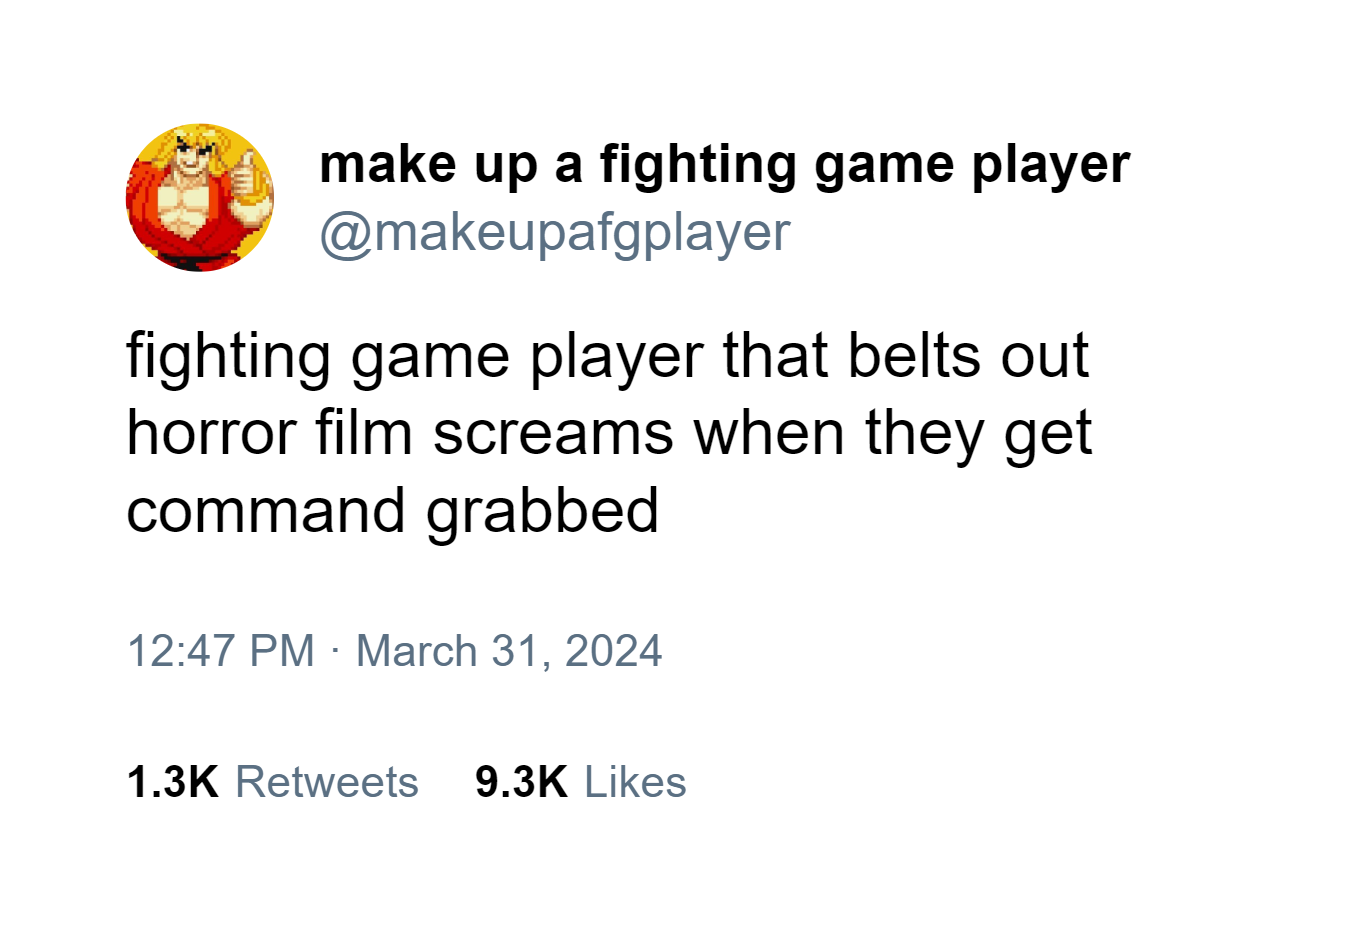 make up a fighting game player
@makeupafgplayer
fighting game player that belts out
horror film screams when they get
command grabbed
12:47 PM · March 31, 2024
1.3K Retweets 9.3K Likes